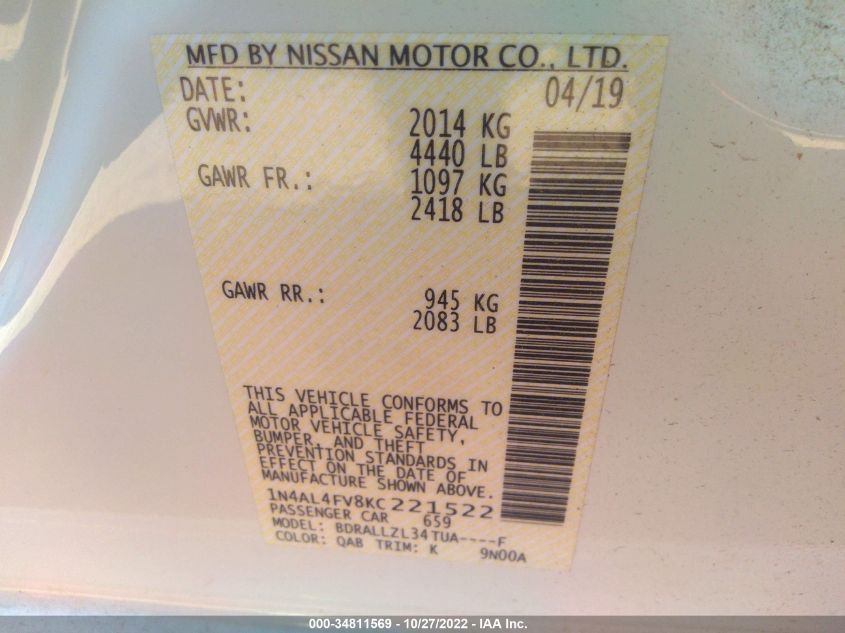 MFD BY NISSAN MOTOR CO., LTD.
DATE: 04/19
GVWR: 2014 KG
4440 LB
GAWR FR.: 1097 KG
2418 LB
GAWR RR.: 945 KG
2083 LB
THIS VEHICLE CONFORMS TO
ALL APPLICABLE FEDERAL
MOTOR VEHICLE SAFETY,
BUMPER, AND THEFT
PREVENTION STANDARDS IN
EFFECT ON THE DATE OF
MANUFACTURE SHOWN ABOVE.
1N4AL4FV8KC221522
PASSENGER CAR 659
MODEL: BDRALLZL34TUA----F
COLOR: QAB TRIM: K 9N00A
000-34811569 - 10/27/2022 - IAA Inc.